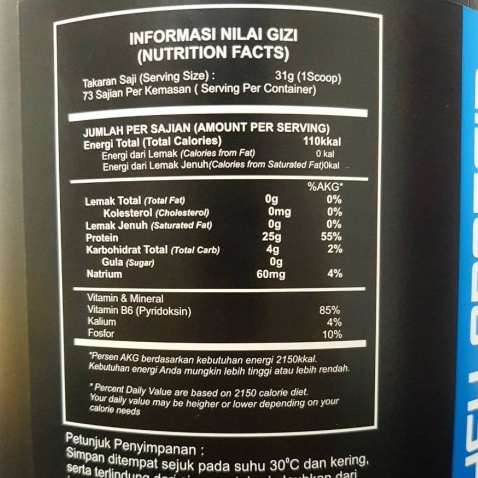 INFORMASI NILAI GIZI
(NUTRITION FACTS)
Takaran Saji (Serving Size) : 31g (1Scoop)
73 Sajian Per Kemasan ( Serving Per Container)
JUMLAH PER SAJIAN (AMOUNT PER SERVING)
Energi Total (Total Calories) 110kkal
Energi dari Lemak (Calories from Fat) 0 kal
Energi dari Lemak Jenuh(Calories from Saturated Fat)0kal
%AKG*
Lemak Total (Total Fat) 0g 0%
Kolesterol (Cholesterol) 0mg 0%
Lemak Jenuh (Saturated Fat) 0g 0%
Protein 25g 55%
Karbohidrat Total (Total Carb) 4g 2%
Gula (Sugar) 0g
Natrium 60mg 4%
Vitamin & Mineral
Vitamin B6 (Pyridoksin) 85%
Kalium 4%
Fosfor 10%
*Persen AKG berdasarkan kebutuhan energi 2150kkal.
Kebutuhan energi Anda mungkin lebih tinggi atau lebih rendah.
* Percent Daily Value are based on 2150 calorie diet.
Your daily value may be heigher or lower depending on your
calorie needs
Petunjuk Penyimpanan :
Simpan ditempat sejuk pada suhu 30°C dan kering,
serta terlindung dari